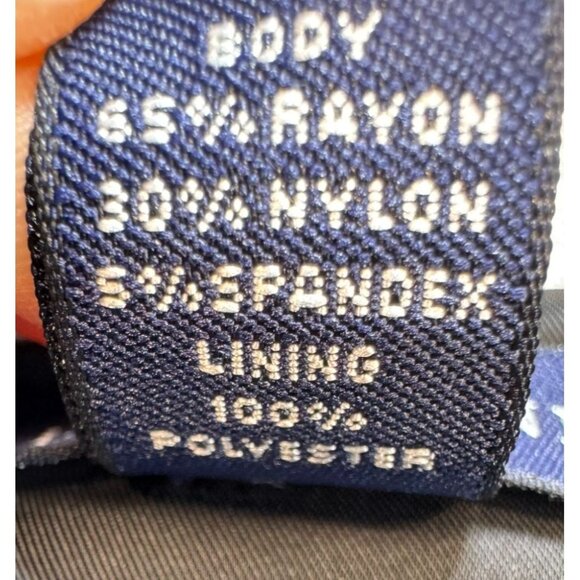 BODY
65% RAYON
30% NYLON
5% SPANDEX
LINING
100%
POLYESTER